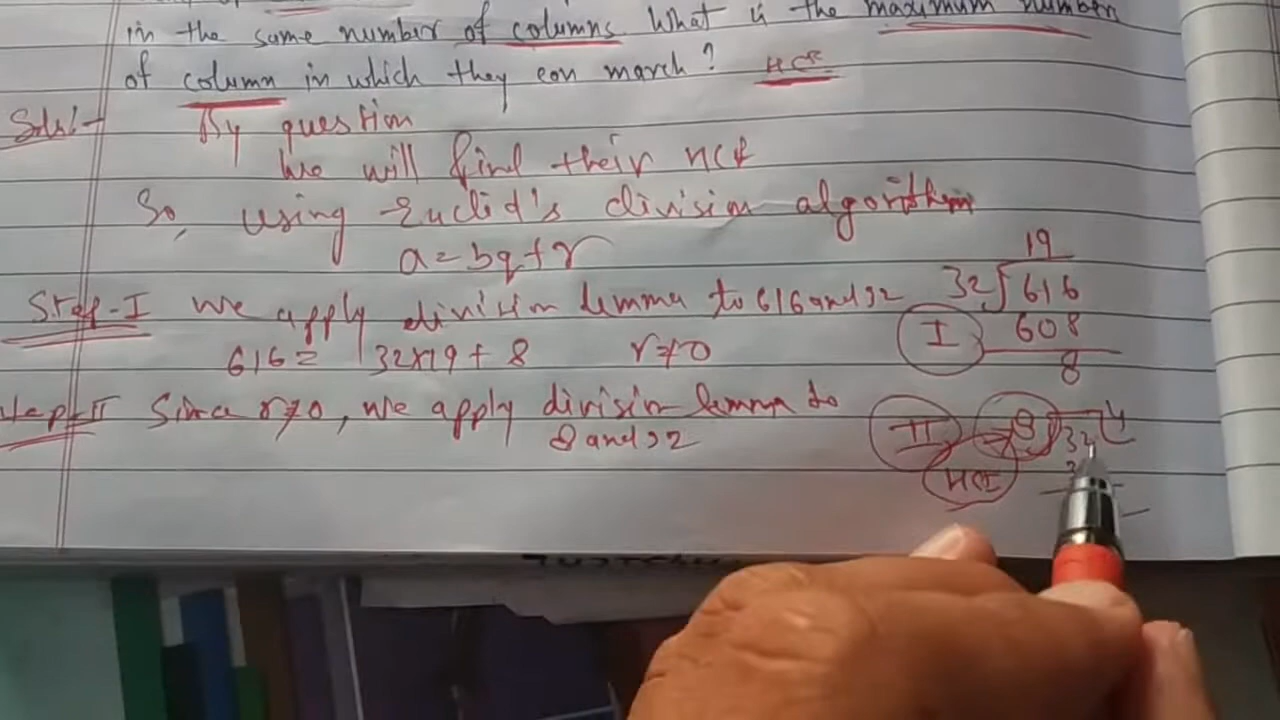 in the same number of columns. What is the maximum number
of column in which they can march? HCF
Sol:-
By question
We will find their HCF
So, using Euclid's division algorithm
a=bq+r
Step-I We apply division lemma to 616 and 32
616= 32×19+8 r≠0
Step-II Since r≠0, we apply division lemma to
8 and 32
19
32 616
I 608
8
II 8 32 4
HCF